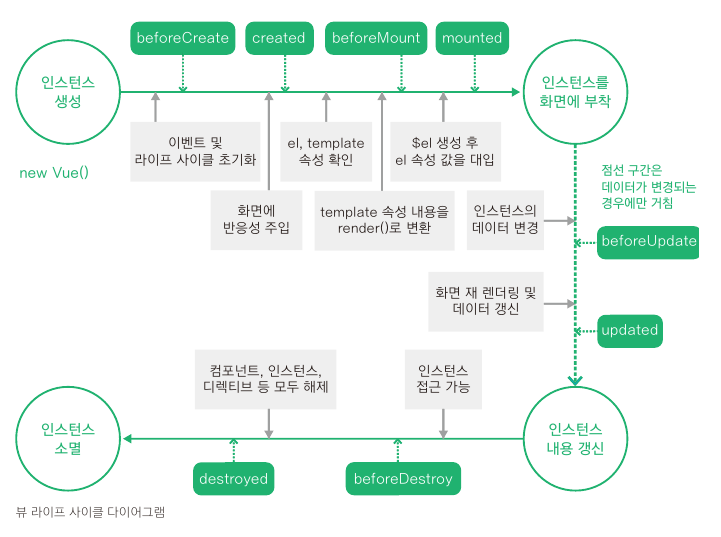 beforeCreate
created
beforeMount
mounted
인스턴스
생성
인스턴스를
화면에 부착
이벤트 및
라이프 사이클 초기화
el, template
속성 확인
$el 생성 후
el 속성 값을 대입
new Vue()
화면에
반응성 주입
template 속성 내용을
render()로 변환
인스턴스의
데이터 변경
점선 구간은
데이터가 변경되는
경우에만 거침
beforeUpdate
화면 재 렌더링 및
데이터 갱신
updated
컴포넌트, 인스턴스,
디렉티브 등 모두 해제
인스턴스
접근 가능
인스턴스
소멸
인스턴스
내용 갱신
destroyed
beforeDestroy
뷰 라이프 사이클 다이어그램